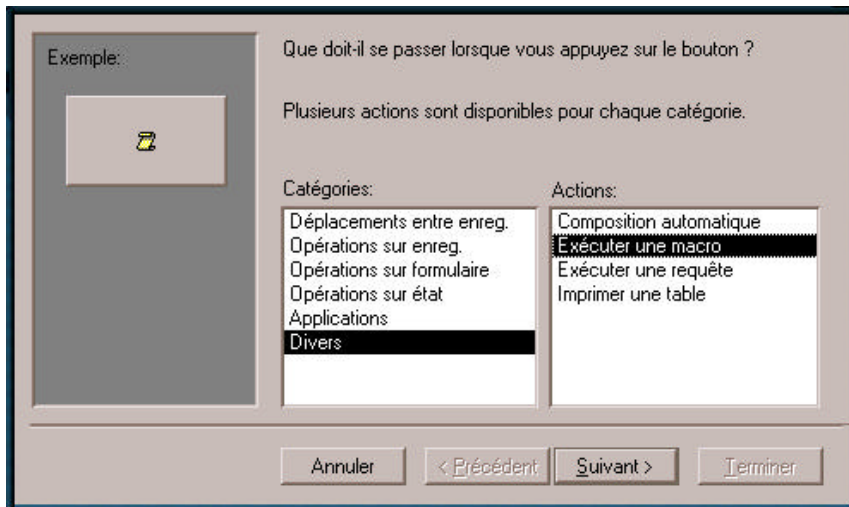 Exemple:
Que doit-il se passer lorsque vous appuyez sur le bouton ?
Plusieurs actions sont disponibles pour chaque catégorie.
Catégories:
Déplacements entre enreg.
Opérations sur enreg.
Opérations sur formulaire
Opérations sur état
Applications
Divers
Actions:
Composition automatique
Exécuter une macro
Exécuter une requête
Imprimer une table
Annuler
< Précédent
Suivant >
Terminer